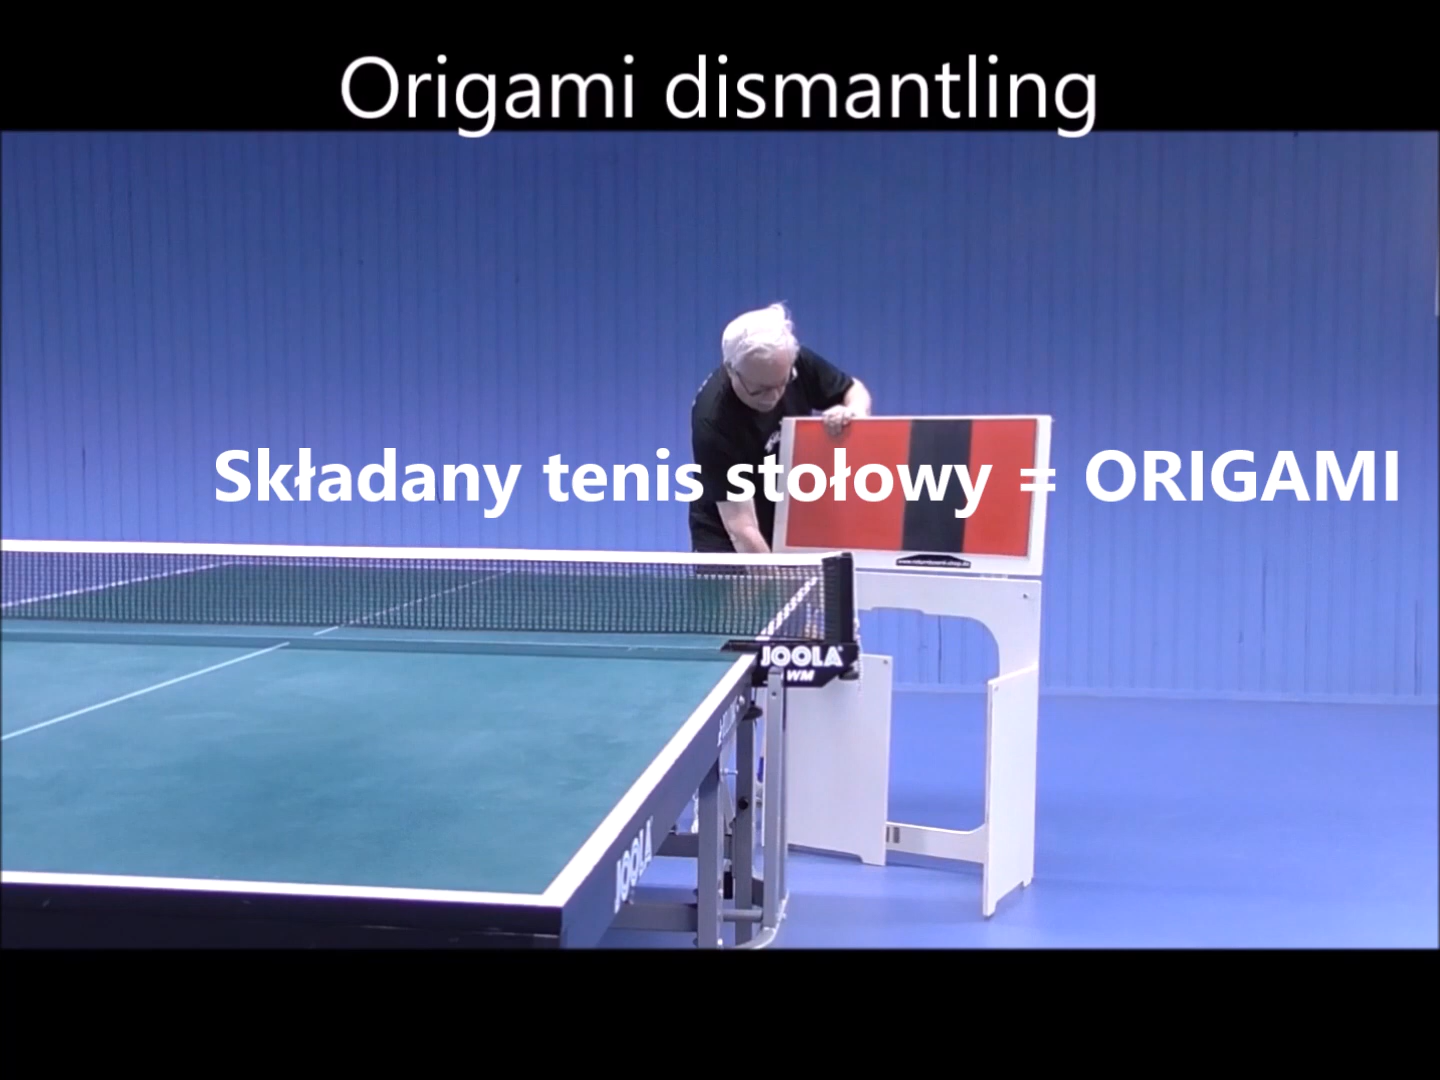 Origami dismantling
Składany tenis stołowy = ORIGAMI
JOOLA
WM
JOOLA